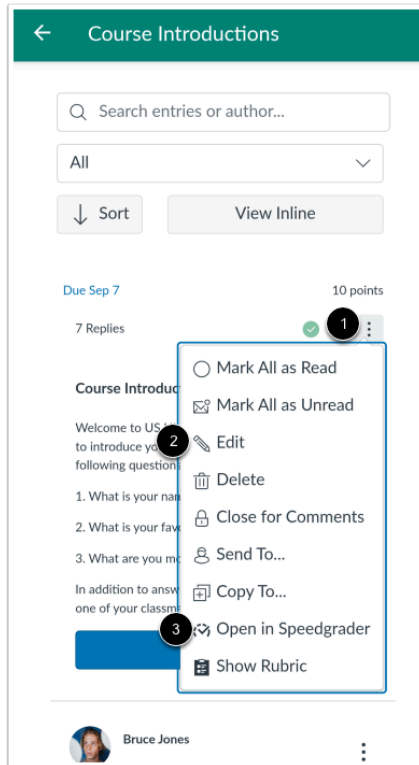 Course Introductions
Search entries or author...
All
Sort
View Inline
Due Sep 7
10 points
7 Replies
1
Mark All as Read
Course Introduc
Mark All as Unread
Welcome to US
to introduce yo
2
Edit
following question
Delete
1. What is your nam
Close for Comments
2. What is your favo
Send To...
3. What are you mo
Copy To...
In addition to answ
one of your classm
3
Open in Speedgrader
Show Rubric
Bruce Jones